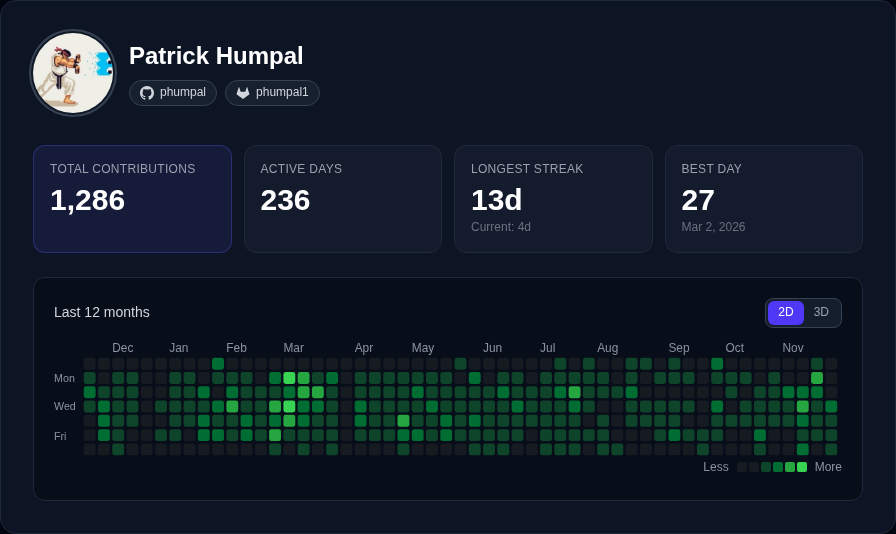 Patrick Humpal
phumpal phumpal1
TOTAL CONTRIBUTIONS ACTIVE DAYS LONGEST STREAK BEST DAY
1,286 236 13d 27
Current: 4d Mar 2, 2026
Last 12 months 2D 3D
Dec Jan Feb Mar Apr May Jun Jul Aug Sep Oct Nov
Mon
Wed
Fri
Less More